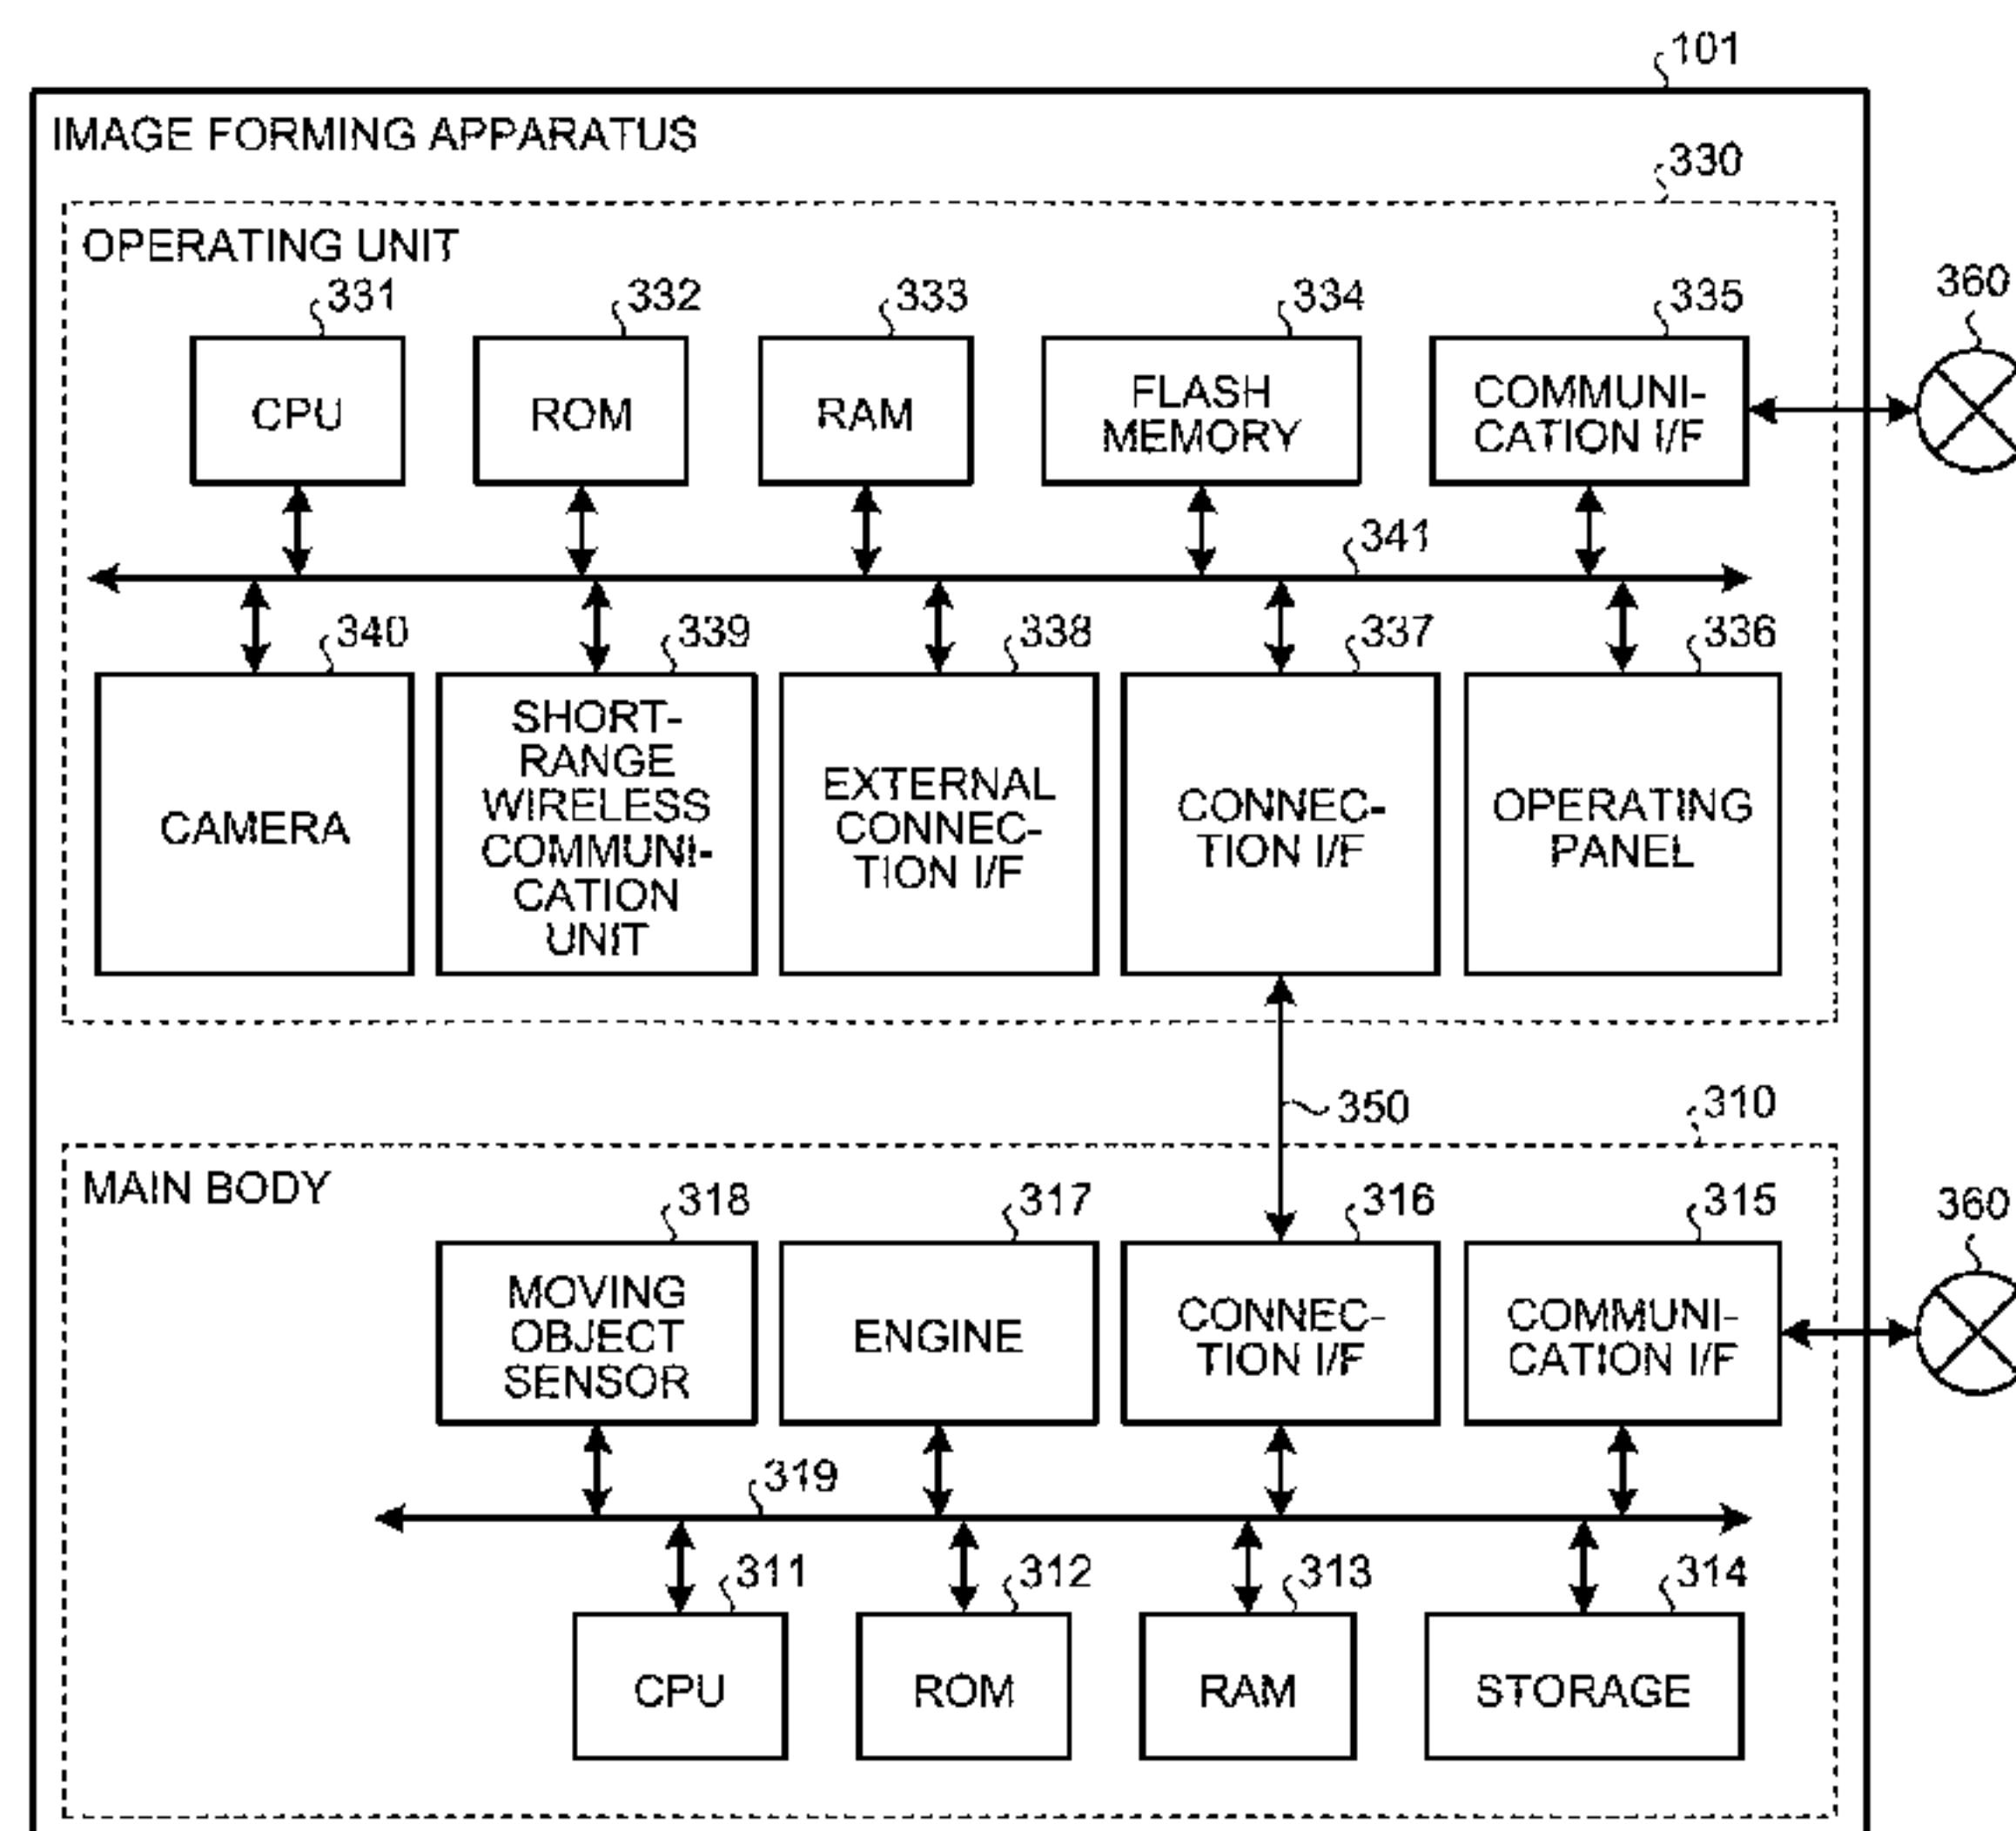 101
IMAGE FORMING APPARATUS
330
OPERATING UNIT
331
332
333
334
335
360
CPU
ROM
RAM
FLASH
MEMORY
COMMUNI-
CATION I/F
341
340
339
338
337
336
CAMERA
SHORT-
RANGE
WIRELESS
COMMUNI-
CATION
UNIT
EXTERNAL
CONNEC-
TION I/F
CONNEC-
TION I/F
OPERATING
PANEL
350
310
MAIN BODY
318
317
316
315
360
MOVING
OBJECT
SENSOR
ENGINE
CONNEC-
TION I/F
COMMUNI-
CATION I/F
319
311
312
313
314
CPU
ROM
RAM
STORAGE